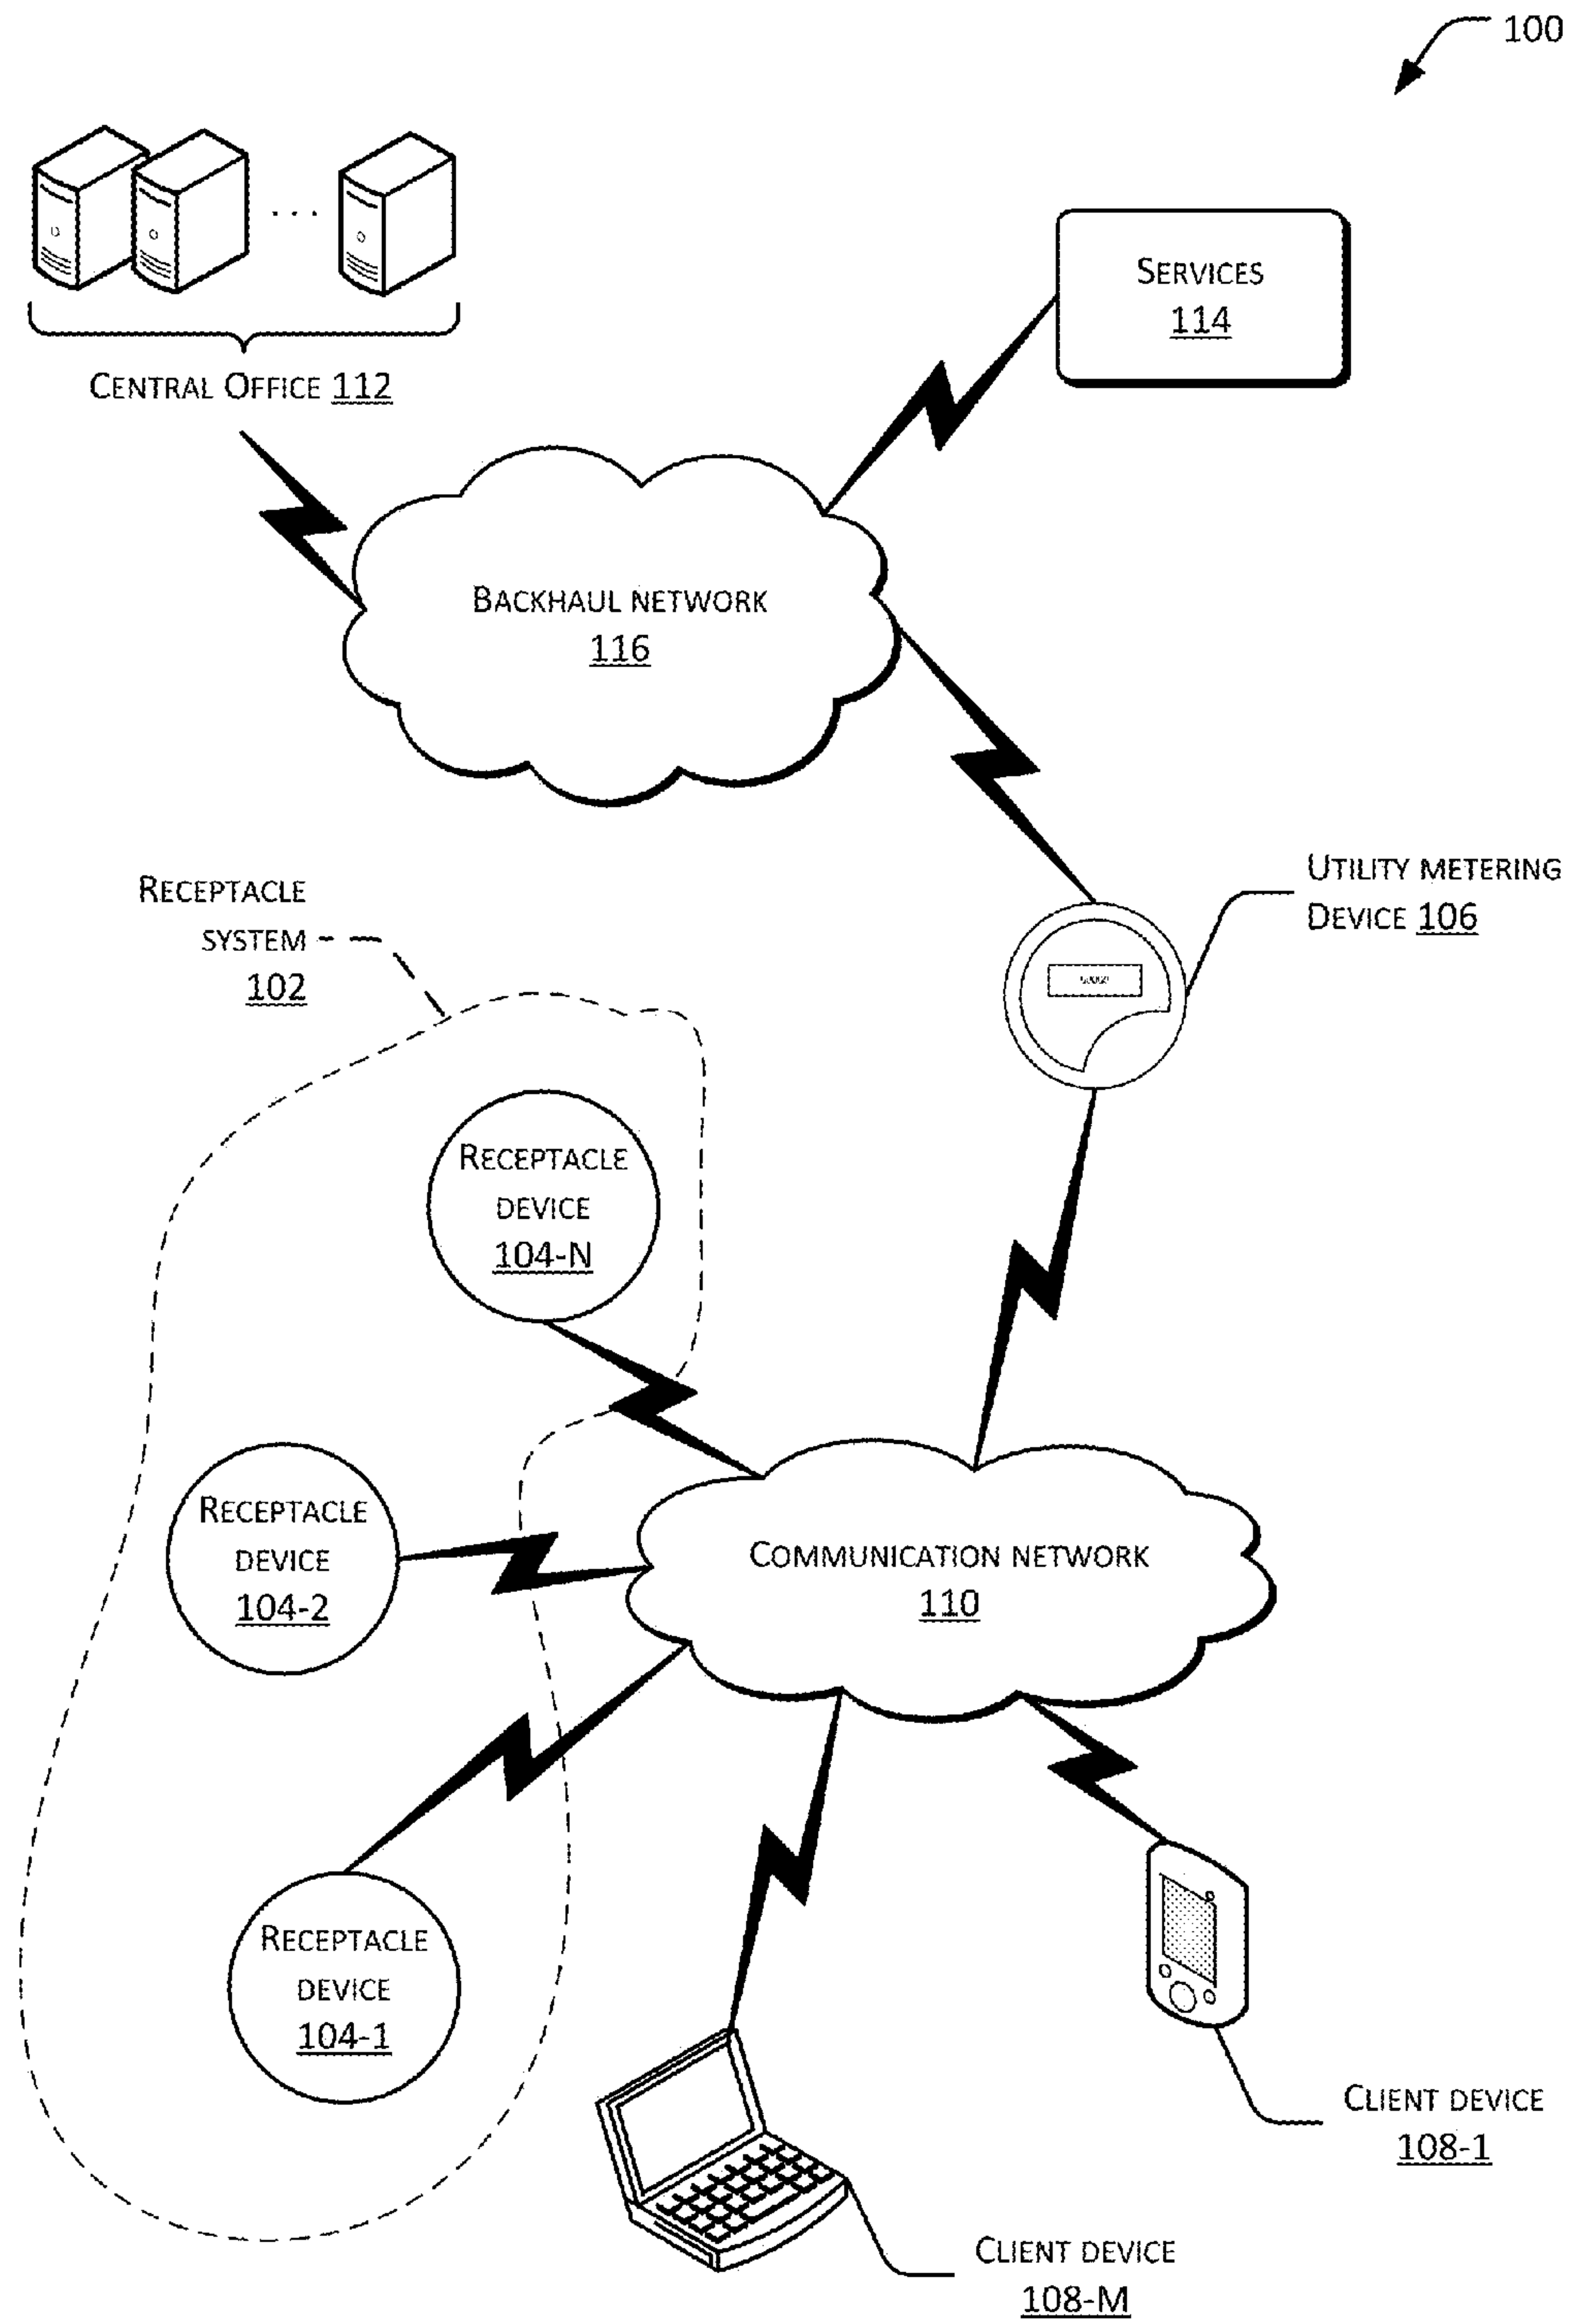 100
SERVICES
114
CENTRAL OFFICE 112
BACKHAUL NETWORK
116
UTILITY METERING
DEVICE 106
RECEPTACLE
SYSTEM
102
RECEPTACLE
DEVICE
104-N
RECEPTACLE
DEVICE
104-2
COMMUNICATION NETWORK
110
RECEPTACLE
DEVICE
104-1
CLIENT DEVICE
108-1
CLIENT DEVICE
108-M